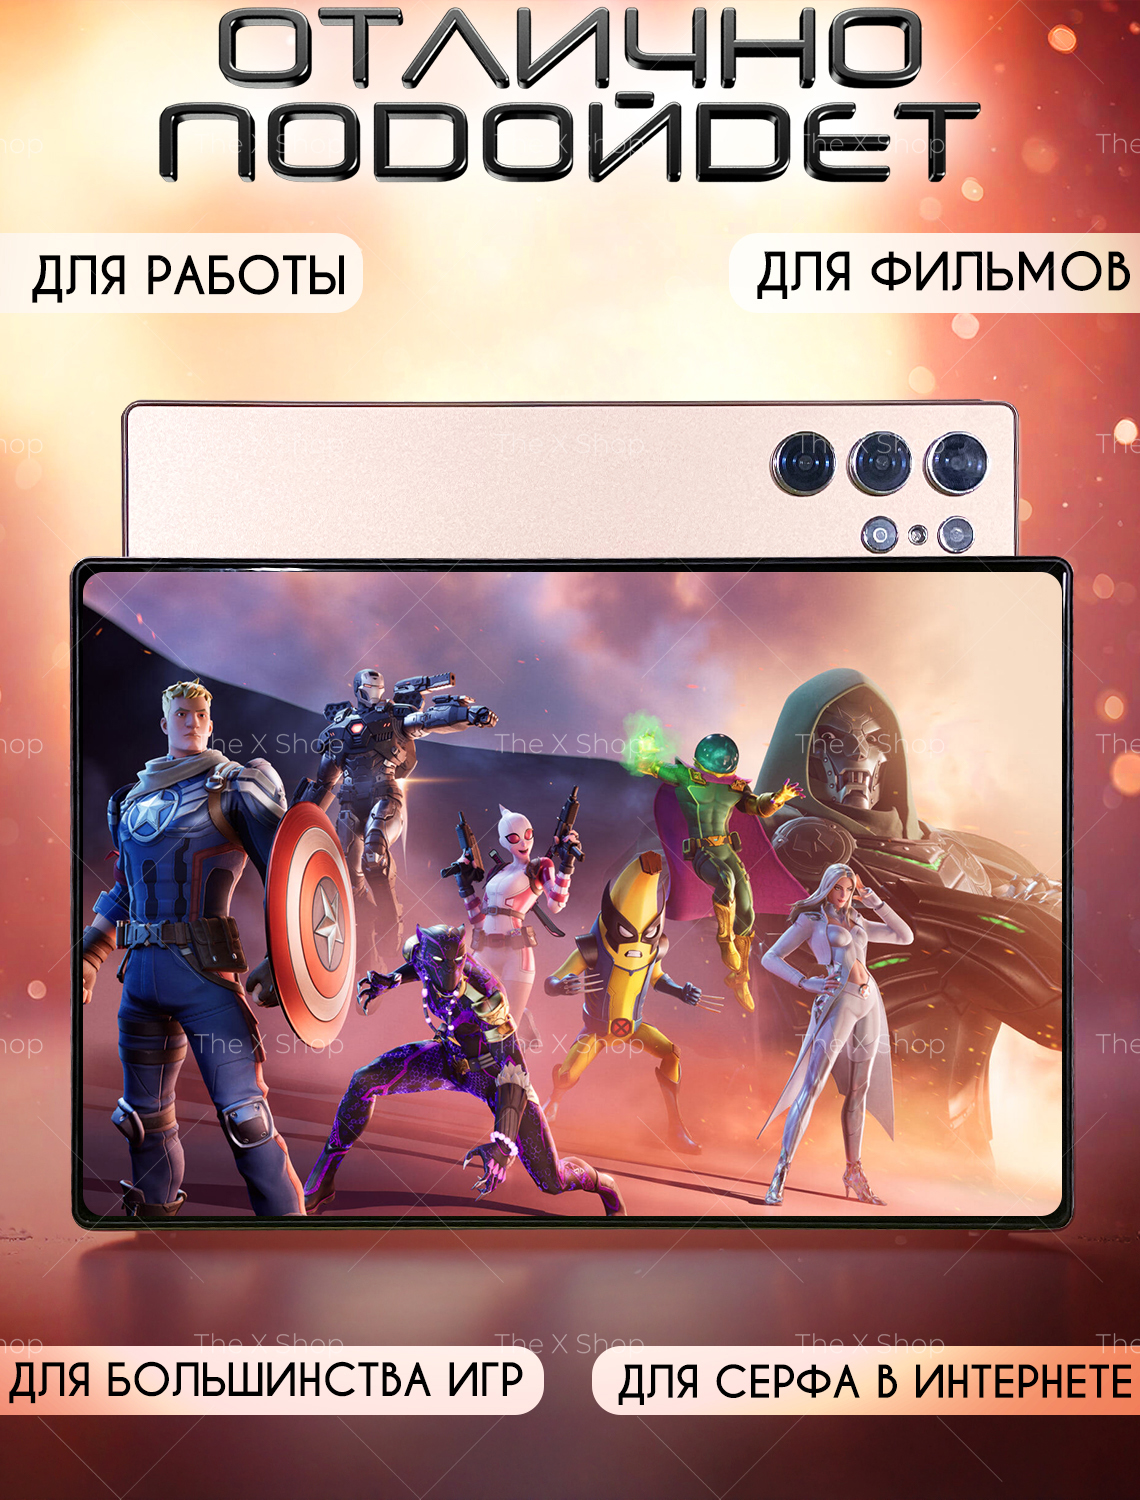 ОТЛИЧНО
ПОДОЙДЕТ
ДЛЯ РАБОТЫ
ДЛЯ ФИЛЬМОВ
The X Shop
ДЛЯ БОЛЬШИНСТВА ИГР
ДЛЯ СЕРФА В ИНТЕРНЕТЕ